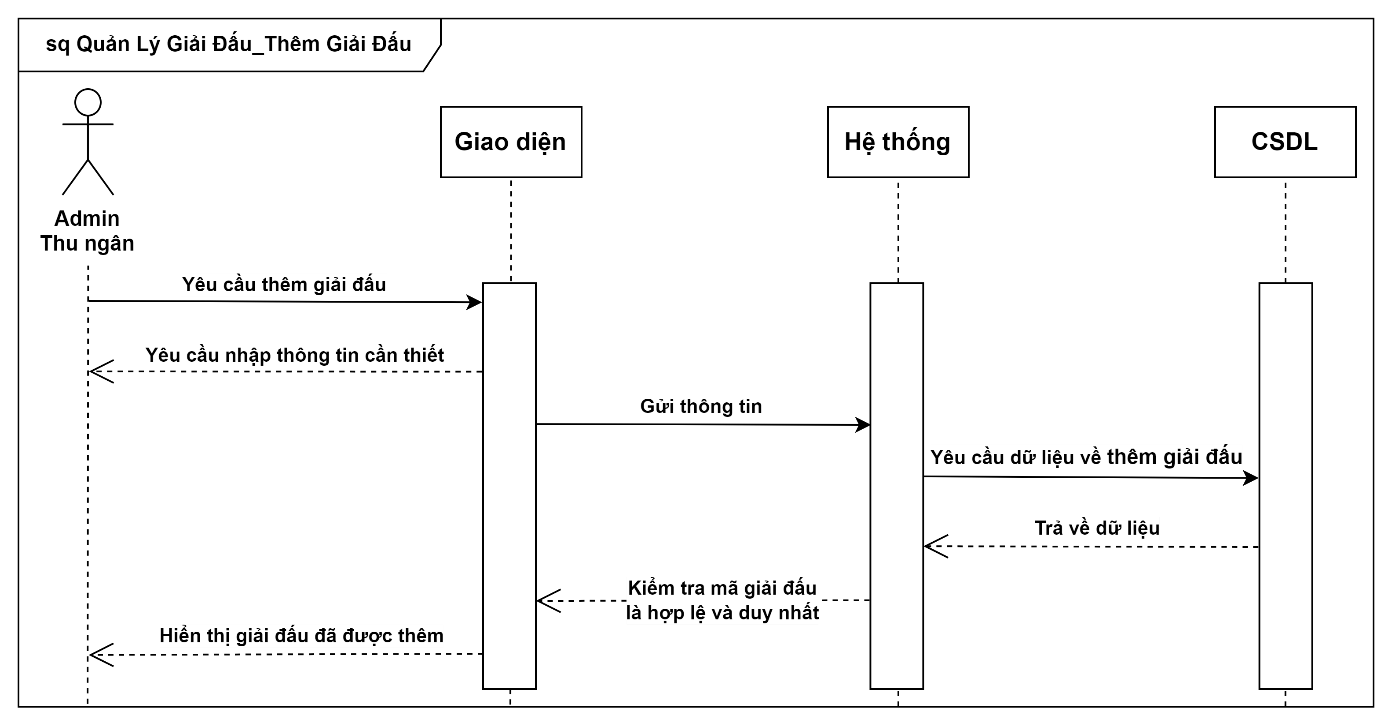 sq Quản Lý Giải Đấu_Thêm Giải Đấu
Giao diện
Hệ thống
CSDL
Admin
Thu ngân
Yêu cầu thêm giải đấu
Yêu cầu nhập thông tin cần thiết
Gửi thông tin
Yêu cầu dữ liệu về thêm giải đấu
Trả về dữ liệu
Kiểm tra mã giải đấu
là hợp lệ và duy nhất
Hiển thị giải đấu đã được thêm